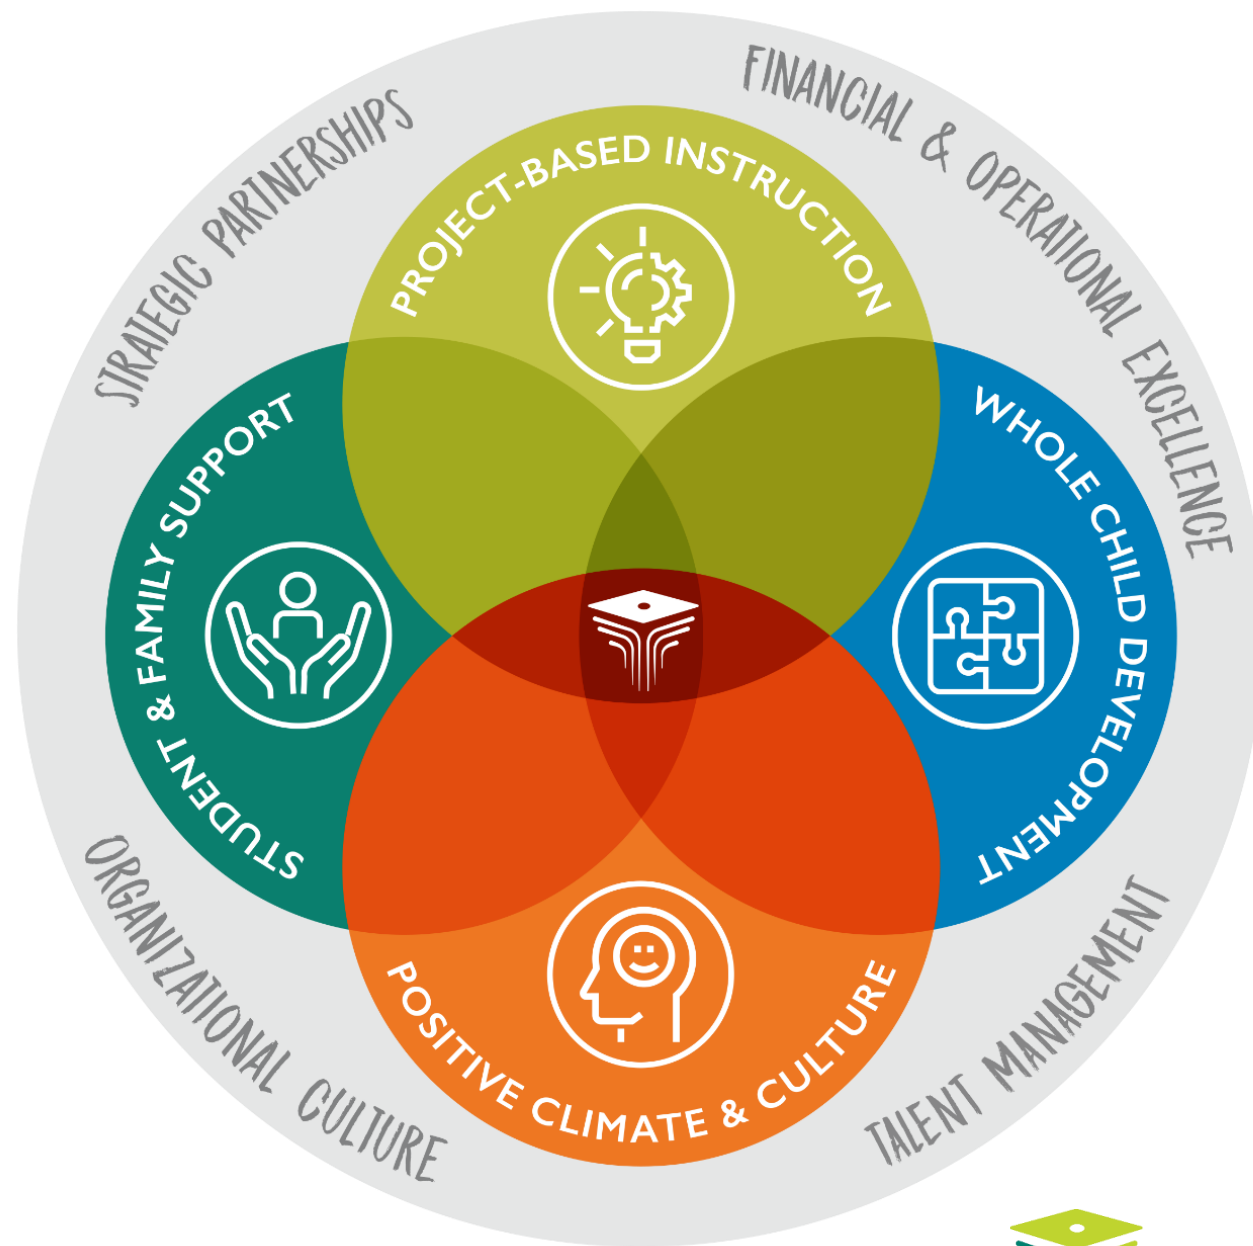 STRATEGIC PARTNERSHIPS
FINANCIAL & OPERATIONAL EXCELLENCE
PROJECT-BASED INSTRUCTION
STUDENT & FAMILY SUPPORT
WHOLE CHILD DEVELOPMENT
POSITIVE CLIMATE & CULTURE
ORGANIZATIONAL CULTURE
TALENT MANAGEMENT